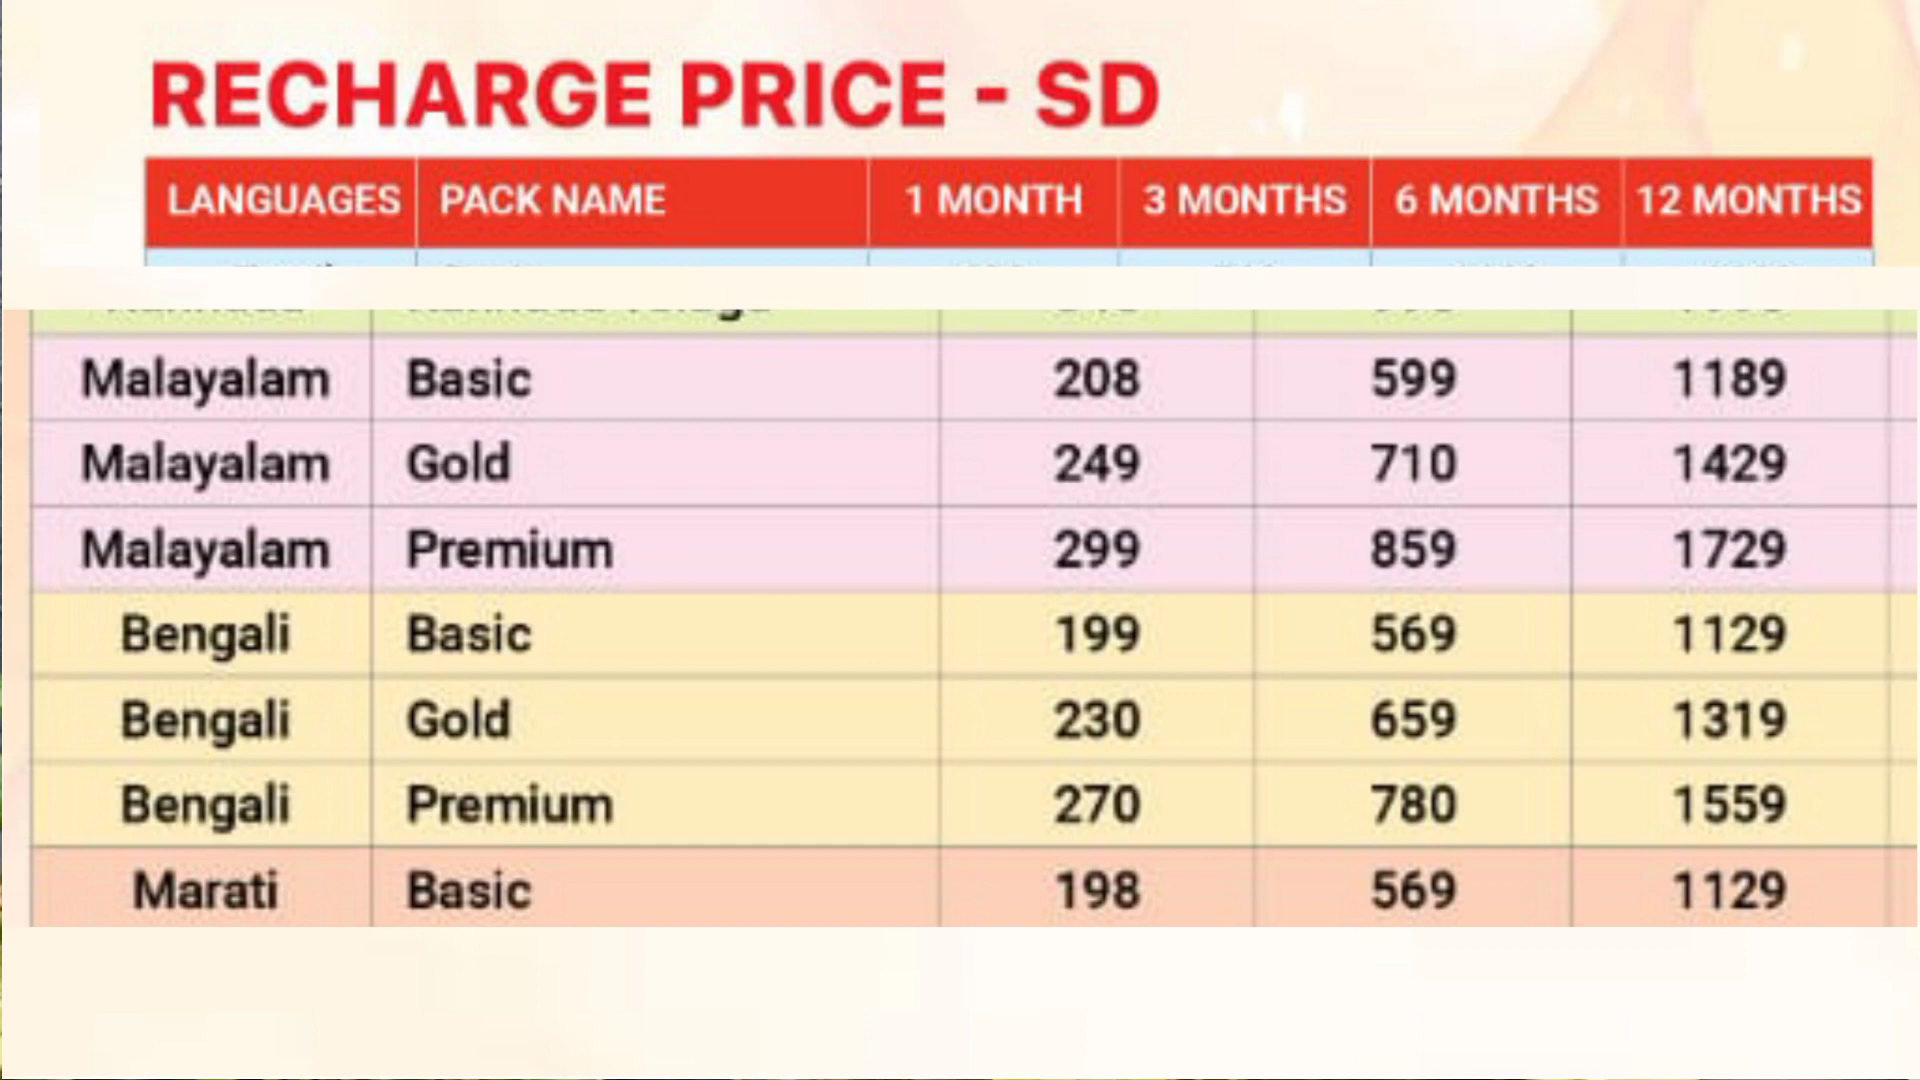 RECHARGE PRICE - SD
LANGUAGES PACK NAME 1 MONTH 3 MONTHS 6 MONTHS 12 MONTHS
Malayalam Basic 208 599 1189
Malayalam Gold 249 710 1429
Malayalam Premium 299 859 1729
Bengali Basic 199 569 1129
Bengali Gold 230 659 1319
Bengali Premium 270 780 1559
Marati Basic 198 569 1129